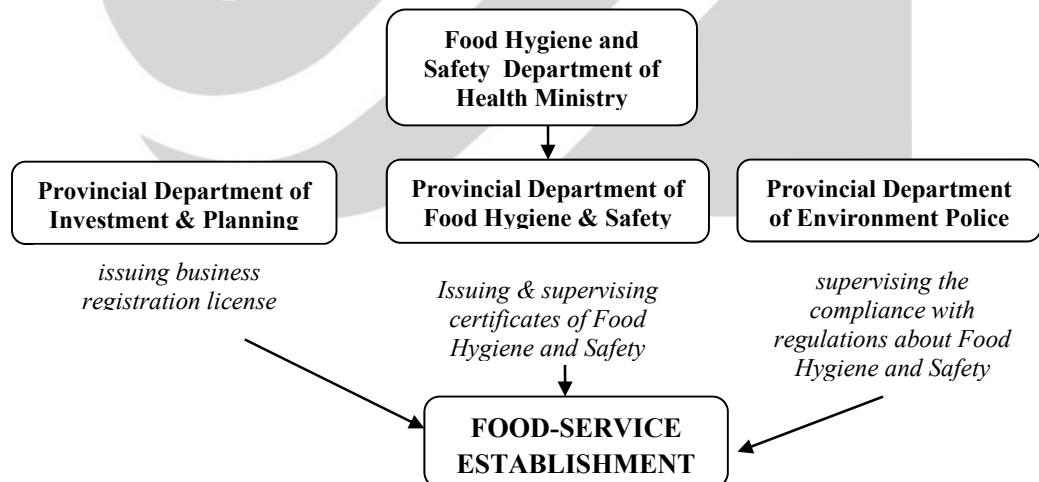 Food Hygiene and
Safety Department of
Health Ministry
Provincial Department of
Investment & Planning
Provincial Department of
Food Hygiene & Safety
Provincial Department
of Environment Police
issuing business
registration license
Issuing & supervising
certificates of Food
Hygiene and Safety
supervising the
compliance with
regulations about Food
Hygiene and Safety
FOOD-SERVICE
ESTABLISHMENT